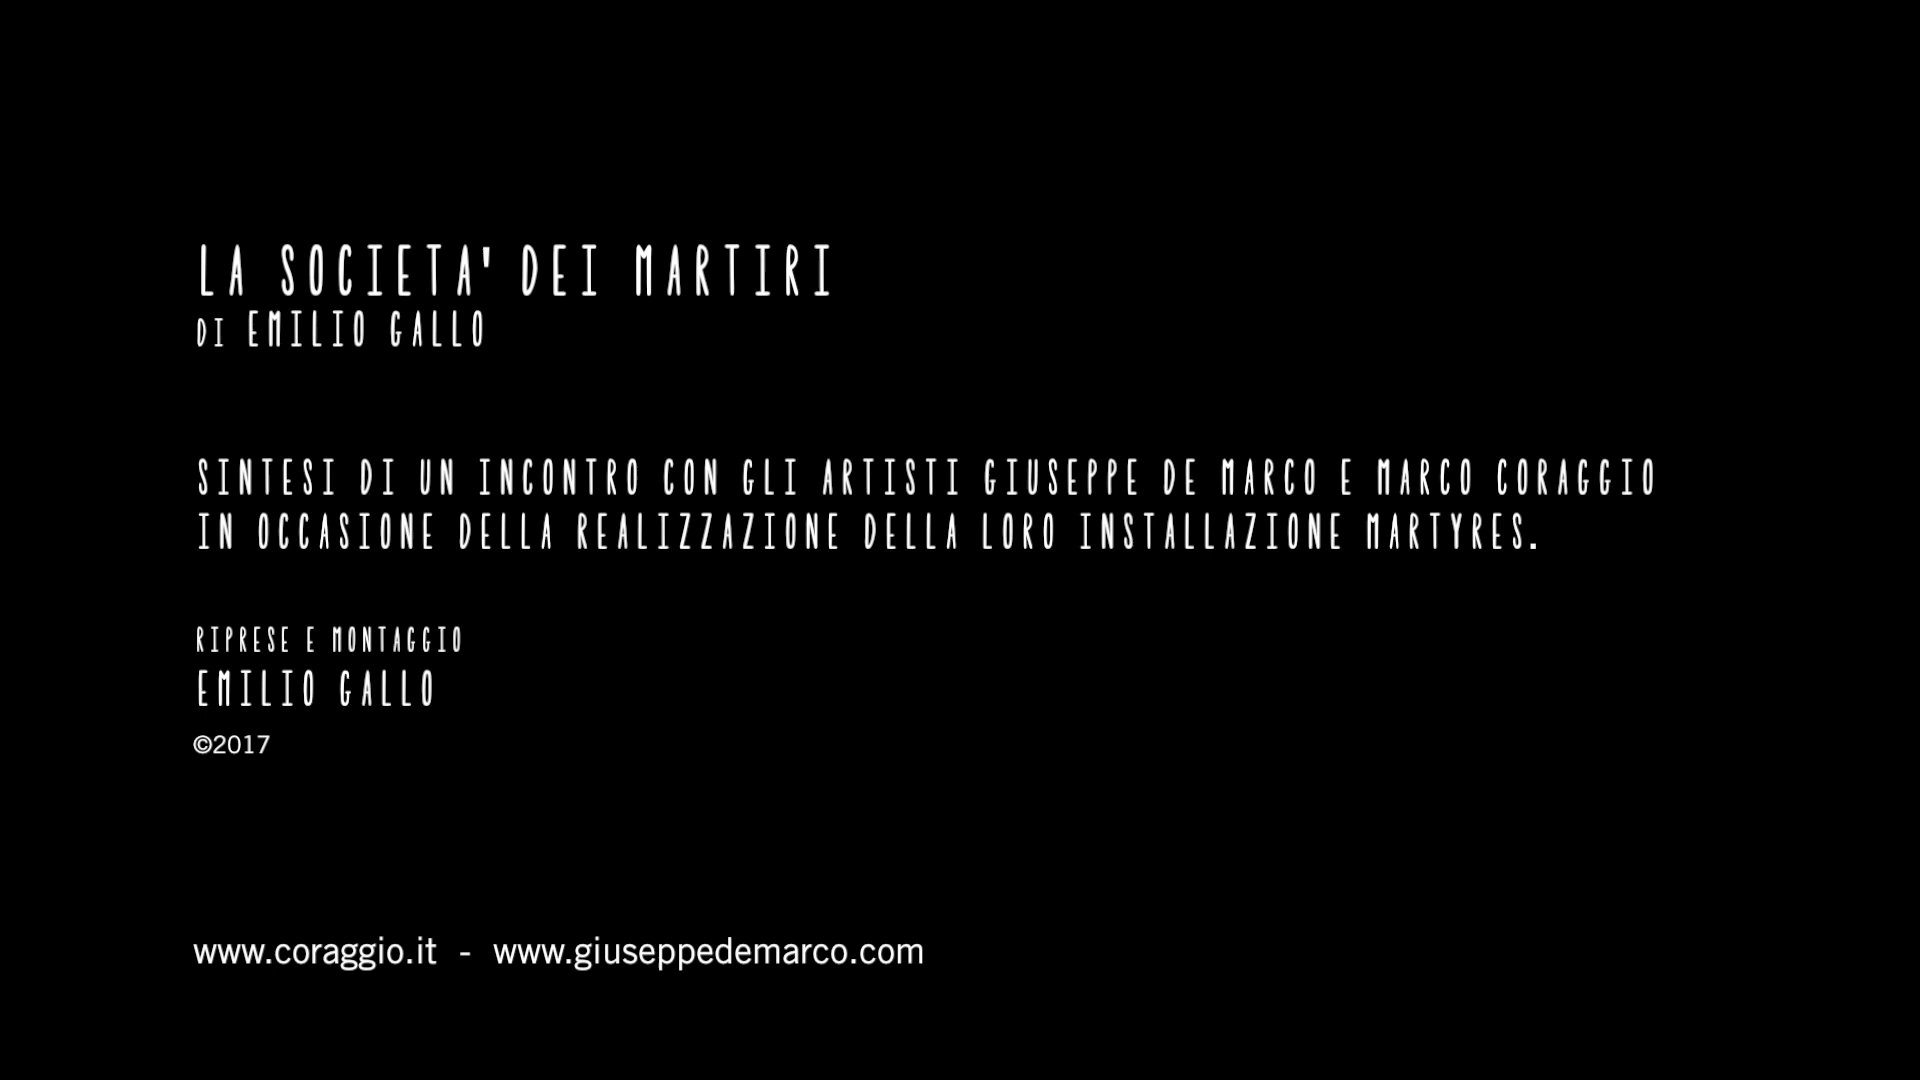 LA SOCIETA' DEI MARTIRI
DI EMILIO GALLO
SINTESI DI UN INCONTRO CON GLI ARTISTI GIUSEPPE DE MARCO E MARCO CORAGGIO
IN OCCASIONE DELLA REALIZZAZIONE DELLA LORO INSTALLAZIONE MARTYRES.
RIPRESE E MONTAGGIO
EMILIO GALLO
©2017
www.coraggio.it - www.giuseppedemarco.com